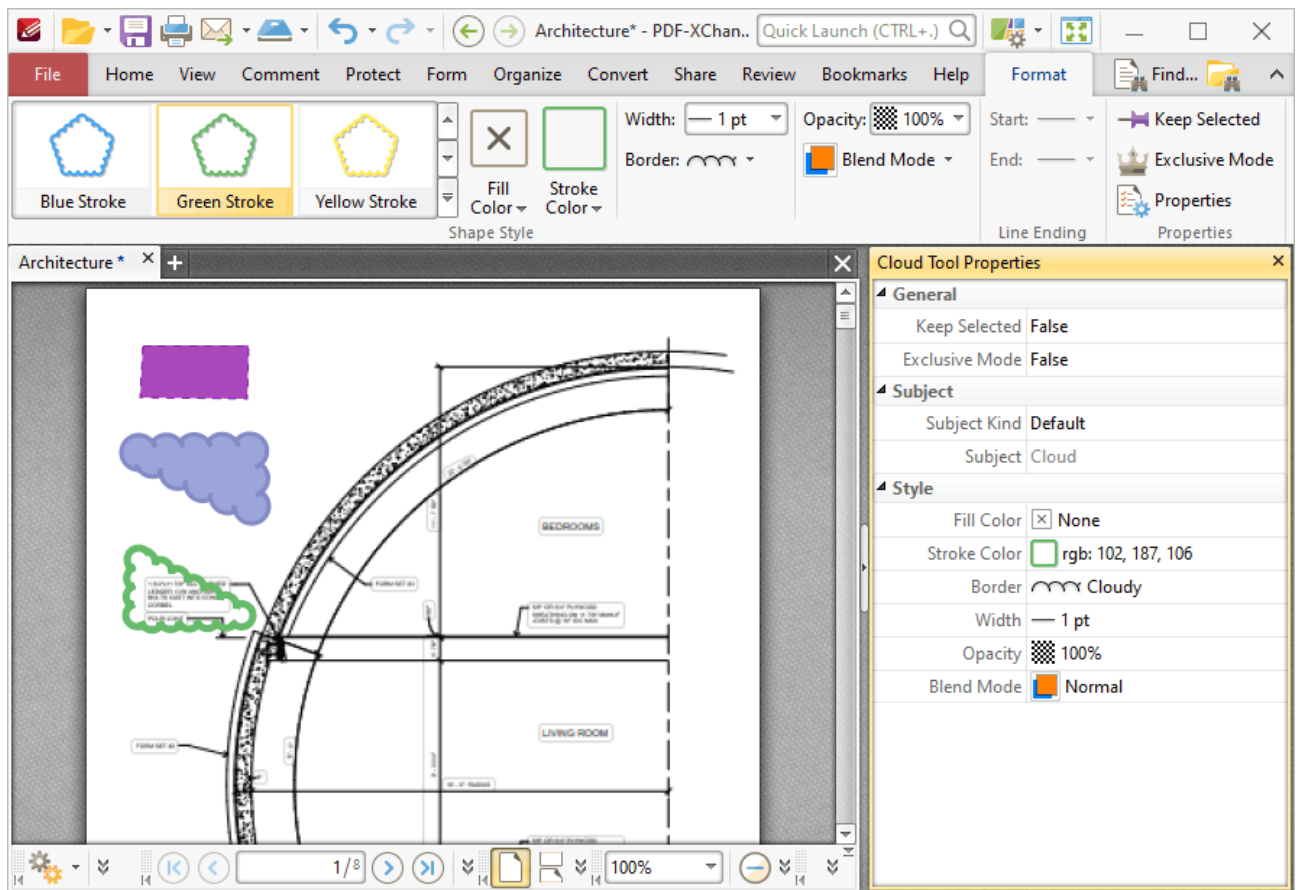 Architecture* - PDF-XChan..
Quick Launch (CTRL+.)
File Home View Comment Protect Form Organize Convert Share Review Bookmarks Help Format Find...
Blue Stroke
Green Stroke
Yellow Stroke
Fill Color
Stroke Color
Width: 1 pt
Border:
Shape Style
Opacity: 100%
Blend Mode
Start:
End:
Line Ending
Keep Selected
Exclusive Mode
Properties
Properties
Architecture *
BEDROOMS
LIVING ROOM
Cloud Tool Properties
General
Keep Selected False
Exclusive Mode False
Subject
Subject Kind Default
Subject Cloud
Style
Fill Color None
Stroke Color rgb: 102, 187, 106
Border Cloudy
Width 1 pt
Opacity 100%
Blend Mode Normal
1/8
100%